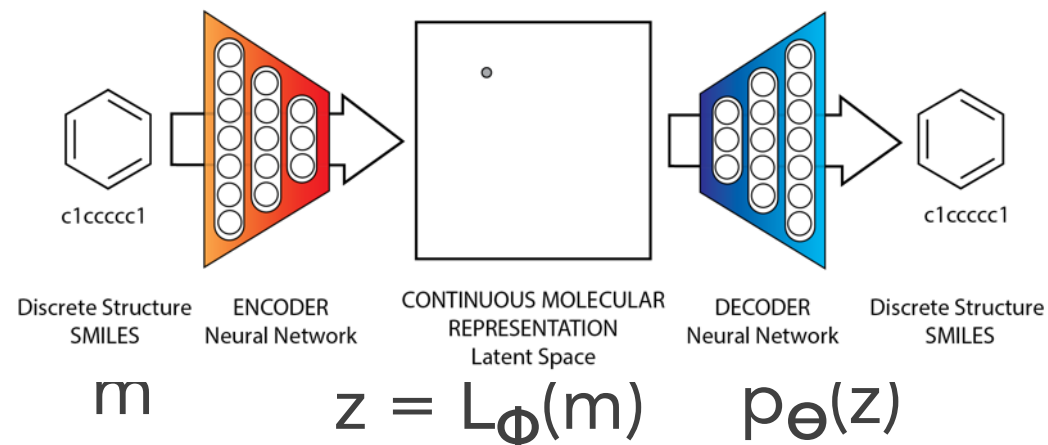 c1ccccc1
c1ccccc1
Discrete Structure
SMILES
ENCODER
Neural Network
CONTINUOUS MOLECULAR
REPRESENTATION
Latent Space
DECODER
Neural Network
Discrete Structure
SMILES
m
z = LΦ(m)
pΘ(z)